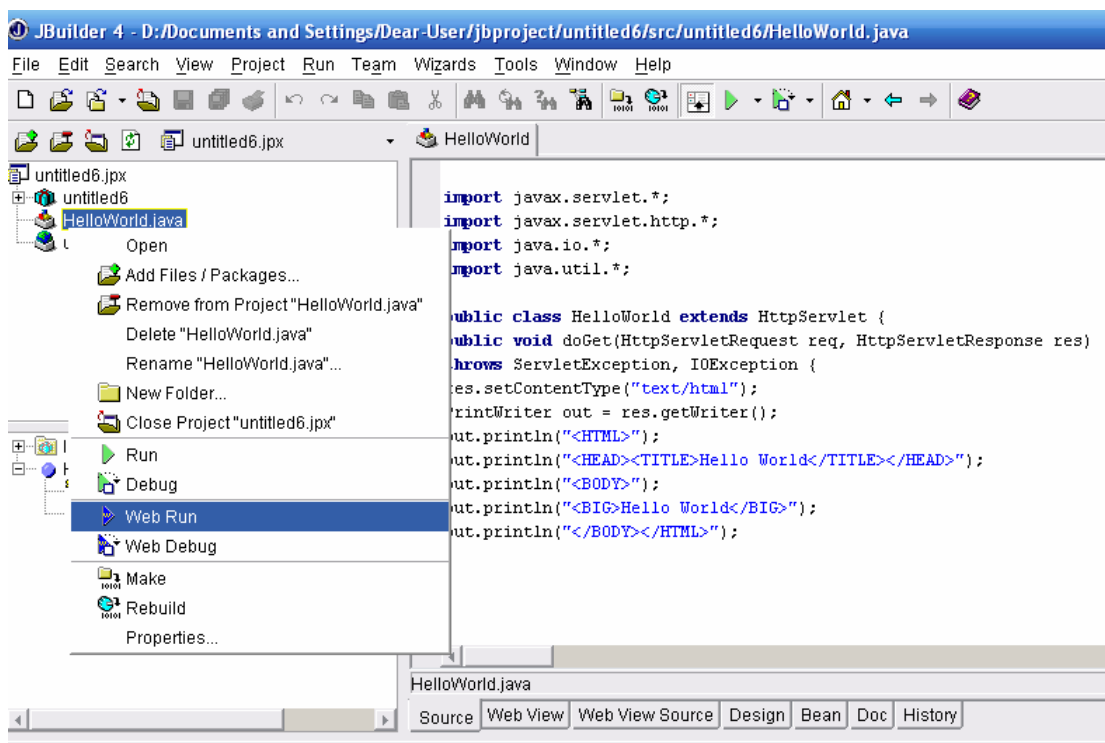 JBuilder 4 - D:/Documents and Settings/Dear-User/jbproject/untitled6/src/untitled6/HelloWorld.java
File Edit Search View Project Run Team Wizards Tools Window Help
untitled6.jpx
HelloWorld
untitled6.jpx
untitled6
HelloWorld.java
Open
Add Files / Packages...
Remove from Project "HelloWorld.java"
Delete "HelloWorld.java"
Rename "HelloWorld.java"...
New Folder...
Close Project "untitled6.jpx"
Run
Debug
Web Run
Web Debug
Make
Rebuild
Properties...
import javax.servlet.*;
import javax.servlet.http.*;
mport java.io.*;
mport java.util.*;
ublic class HelloWorld extends HttpServlet {
ublic void doGet(HttpServletRequest req, HttpServletResponse res)
hrows ServletException, IOException {
es.setContentType("text/html");
rintWriter out = res.getWriter();
ut.println("<HTML>");
ut.println("<HEAD><TITLE>Hello World</TITLE></HEAD>");
ut.println("<BODY>");
ut.println("<BIG>Hello World</BIG>");
ut.println("</BODY></HTML>");
HelloWorld.java
Source Web View Web View Source Design Bean Doc History